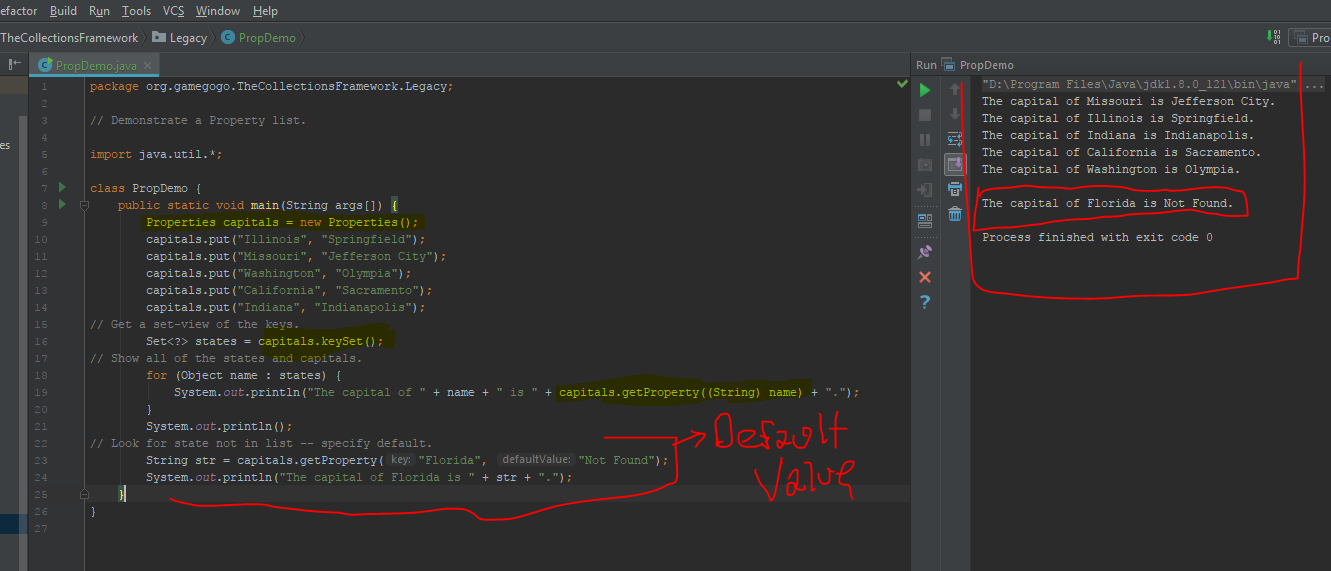 efactor Build Run Tools VCS Window Help
TheCollectionsFramework Legacy PropDemo
Pro
PropDemo.java
Run PropDemo
es
1 package org.gamegogo.TheCollectionsFramework.Legacy;
2
3 // Demonstrate a Property list.
4
5 import java.util.*;
6
7 class PropDemo {
8 public static void main(String args[]) {
9 Properties capitals = new Properties();
10 capitals.put("Illinois", "Springfield");
11 capitals.put("Missouri", "Jefferson City");
12 capitals.put("Washington", "Olympia");
13 capitals.put("California", "Sacramento");
14 capitals.put("Indiana", "Indianapolis");
15 // Get a set-view of the keys.
16 Set<?> states = capitals.keySet();
17 // Show all of the states and capitals.
18 for (Object name : states) {
19 System.out.println("The capital of " + name + " is " + capitals.getProperty((String) name) + ".");
20 }
21 System.out.println();
22 // Look for state not in list -- specify default.
23 String str = capitals.getProperty( key: "Florida", defaultValue: "Not Found");
24 System.out.println("The capital of Florida is " + str + ".");
25 }
26 }
27
Default
Value
"D:\Program Files\Java\jdk1.8.0_121\bin\java" ...
The capital of Missouri is Jefferson City.
The capital of Illinois is Springfield.
The capital of Indiana is Indianapolis.
The capital of California is Sacramento.
The capital of Washington is Olympia.
The capital of Florida is Not Found.
Process finished with exit code 0